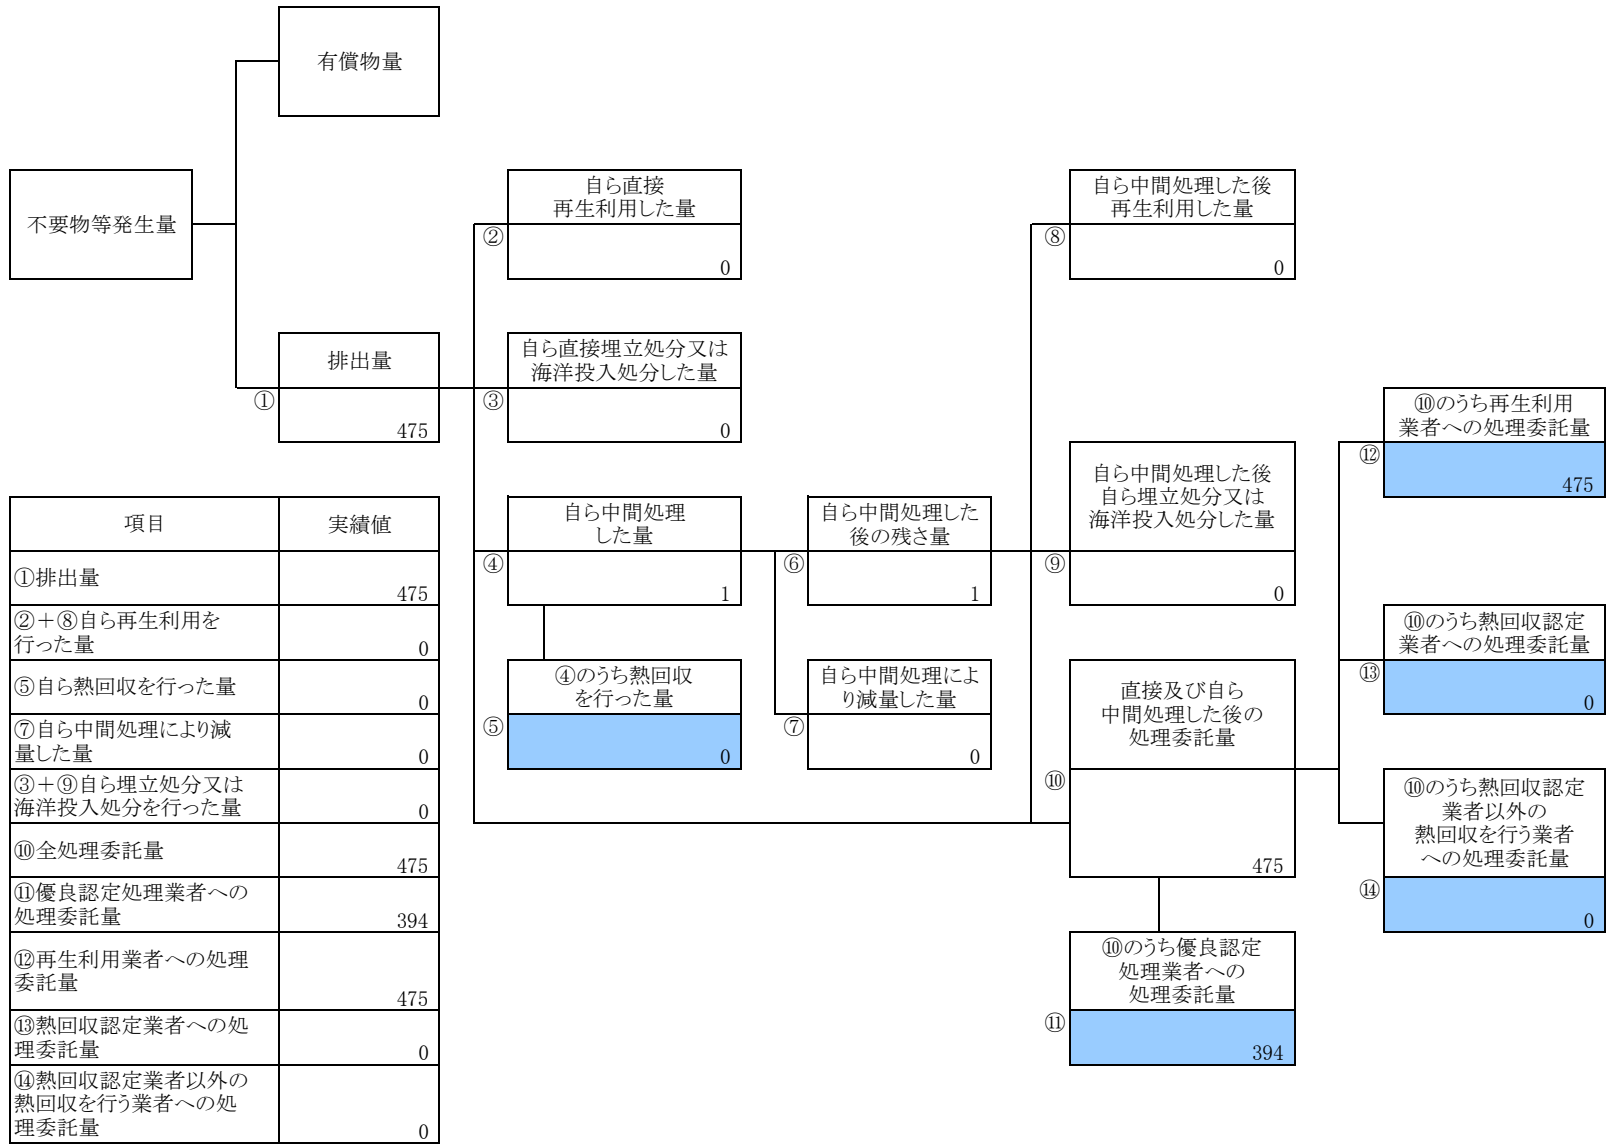 有償物量
不要物等発生量
排出量
①
475
自ら直接
再生利用した量
②
0
自ら直接埋立処分又は
海洋投入処分した量
③
0
自ら中間処理
した量
④
1
④のうち熱回収
を行った量
⑤
0
自ら中間処理した
後の残さ量
⑥
1
自ら中間処理によ
り減量した量
⑦
0
自ら中間処理した後
再生利用した量
⑧
0
自ら中間処理した後
自ら埋立処分又は
海洋投入処分した量
⑨
0
直接及び自ら
中間処理した後の
処理委託量
⑩
475
⑩のうち優良認定
処理業者への
処理委託量
⑪
394
⑩のうち再生利用
業者への処理委託量
⑫
475
⑩のうち熱回収認定
業者への処理委託量
⑬
0
⑩のうち熱回収認定
業者以外の
熱回収を行う業者
への処理委託量
⑭
0
項目 実績値
①排出量
475
②＋⑧自ら再生利用を
行った量
0
⑤自ら熱回収を行った量
0
⑦自ら中間処理により減
量した量
0
③＋⑨自ら埋立処分又は
海洋投入処分を行った量
0
⑩全処理委託量
475
⑪優良認定処理業者への
処理委託量
394
⑫再生利用業者への処理
委託量
475
⑬熱回収認定業者への処
理委託量
0
⑭熱回収認定業者以外の
熱回収を行う業者への処
理委託量
0